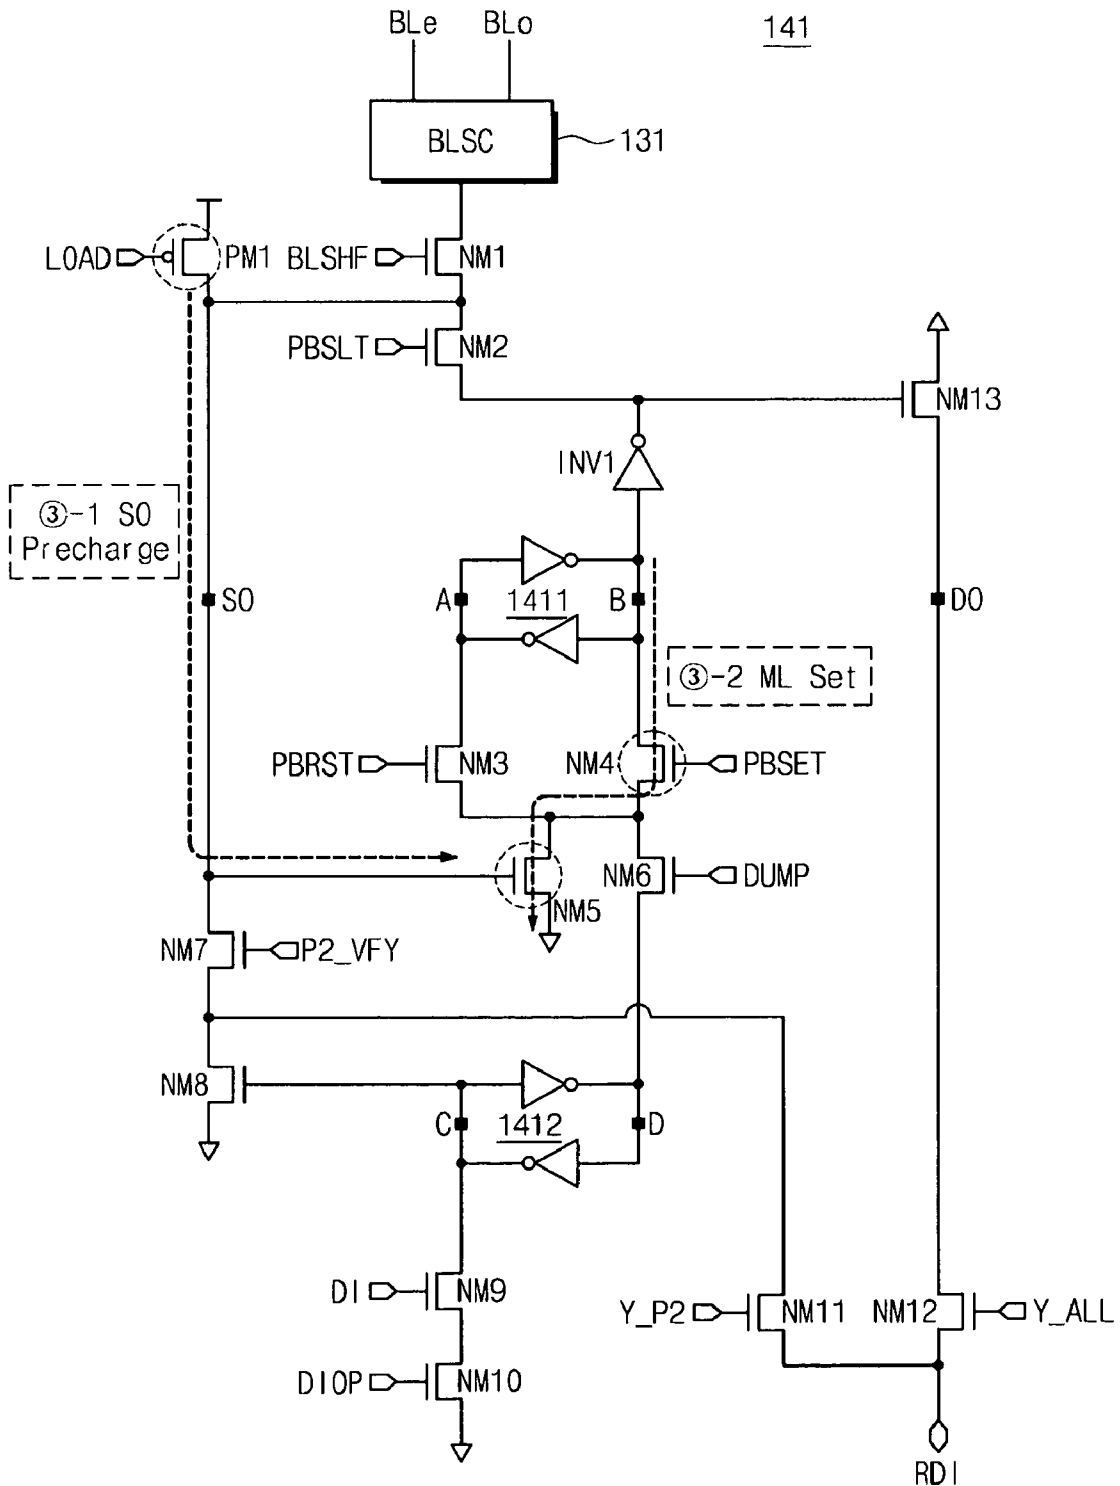 BLe
BLo
141
BLSC
131
LOAD
PM1
BLSHF
NM1
PBSLT
NM2
NM13
INV1
③-1 SO
Precharge
SO
A
1411
B
DO
③-2 ML Set
PBRST
NM3
NM4
PBSET
NM5
NM6
DUMP
NM7
P2_VFY
NM8
C
1412
D
DI
NM9
Y_P2
NM11
NM12
Y_ALL
DIOP
NM10
RDI